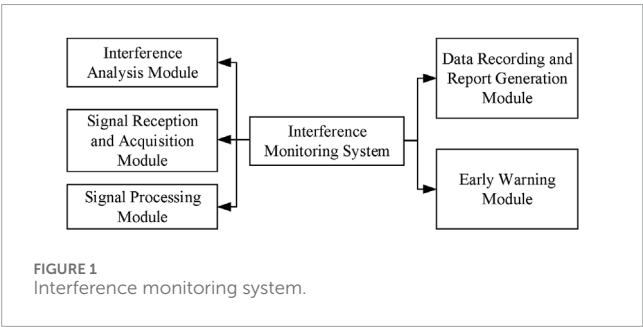 Interference
Analysis Module
Signal Reception
and Acquisition
Module
Signal Processing
Module
Interference
Monitoring System
Data Recording and
Report Generation
Module
Early Warning
Module
FIGURE 1
Interference monitoring system.